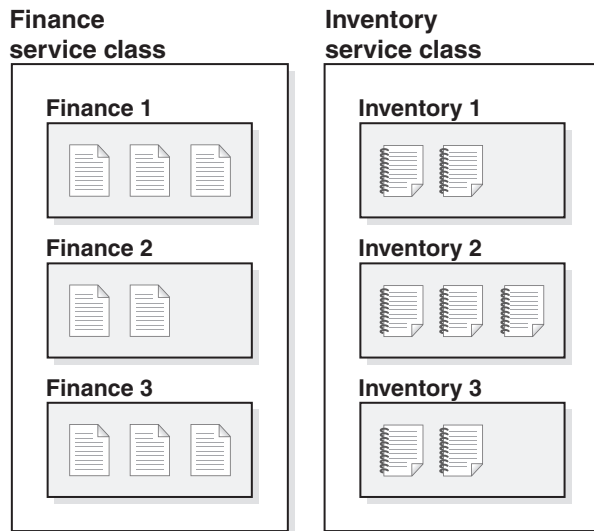 Finance
service class
Finance 1
Finance 2
Finance 3
Inventory
service class
Inventory 1
Inventory 2
Inventory 3